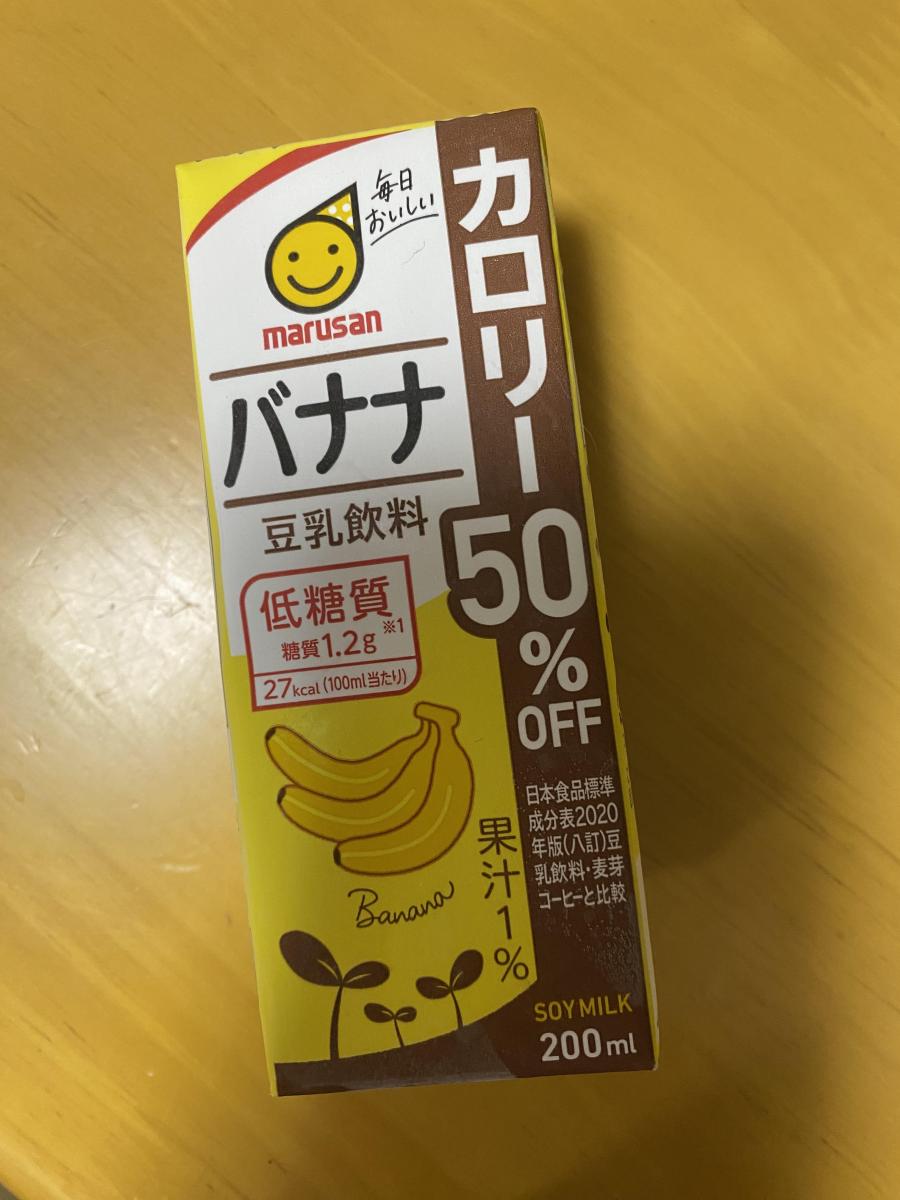 毎日
おいしい
marusan
バナナ
豆乳飲料
低糖質
糖質1.2g※1
27kcal(100ml当たり)
Banana
果汁1%
カロリー
50
%
OFF
日本食品標準
成分表2020
年版(八訂)豆
乳飲料・麦芽
コーヒーと比較
SOY MILK
200ml